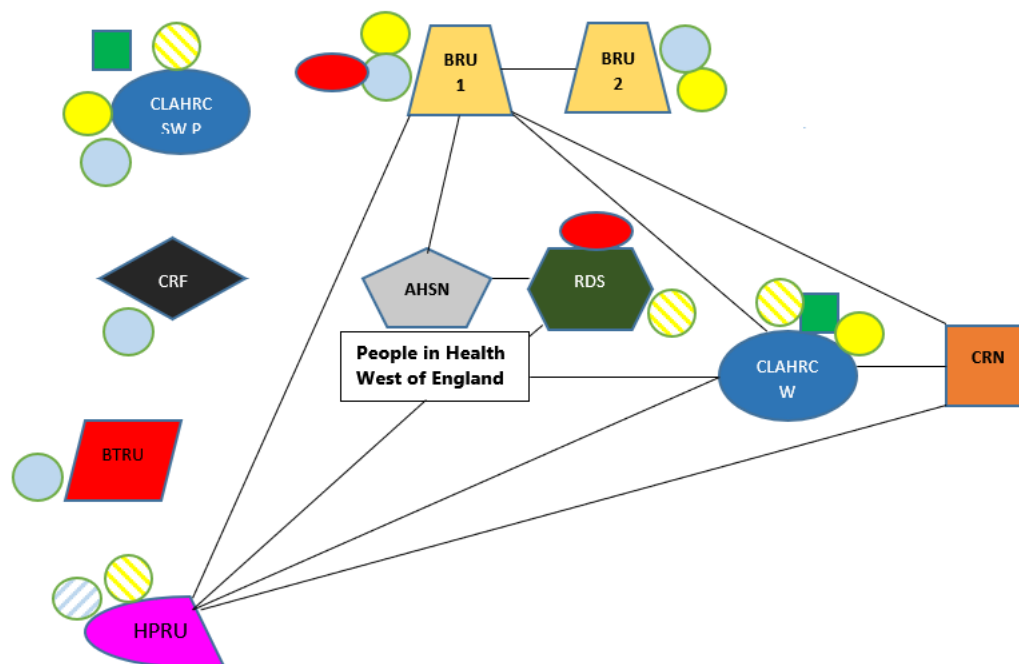 BRU
1
BRU
2
CLAHRC
SW P
CRF
AHSN
RDS
People in Health
West of England
CLAHRC
W
CRN
BTRU
HPRU